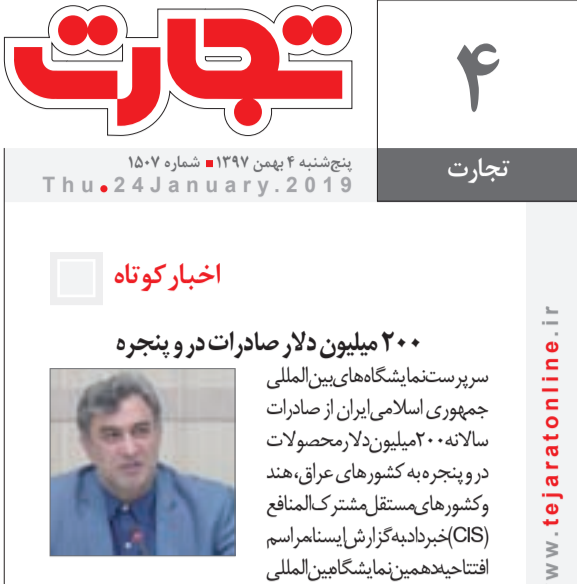 تجارت
۴
پنج‌شنبه ۴ بهمن ۱۳۹۷ ■ شماره ۱۵۰۷
Thu.24January.2019
تجارت
اخبار کوتاه
۲۰۰ میلیون دلار صادرات در و پنجره
سرپرست نمایشگاه‌های بین‌المللی
جمهوری اسلامی ایران از صادرات
سالانه ۲۰۰ میلیون دلار محصولات
در و پنجره به کشورهای عراق، هند
و کشورهای مستقل مشترک‌المنافع
(CIS) خبر داد به گزارش ایسنا، مراسم
افتتاحیه دهمین نمایشگاه بین‌المللی
ww.tejaratonline.ir